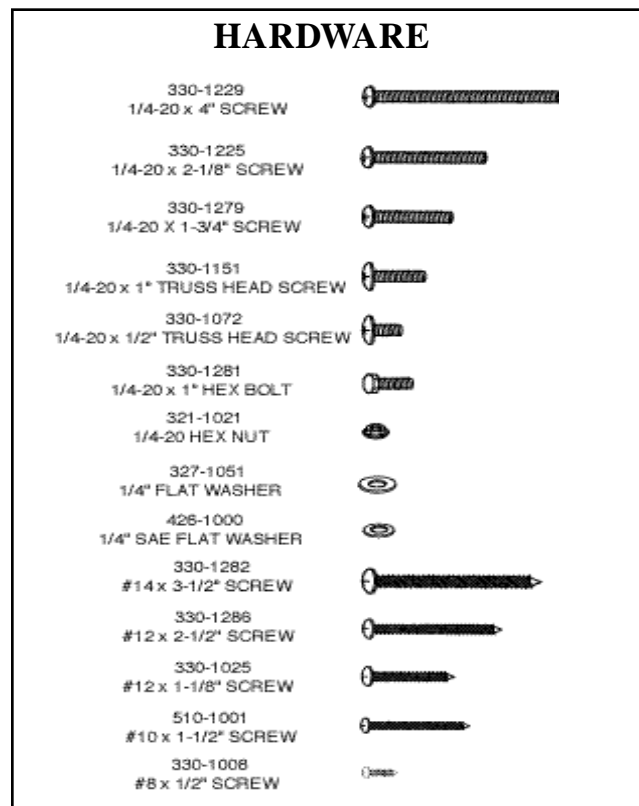 HARDWARE
330-1229
1/4-20 x 4" SCREW
330-1225
1/4-20 x 2-1/8" SCREW
330-1279
1/4-20 X 1-3/4" SCREW
330-1151
1/4-20 x 1" TRUSS HEAD SCREW
330-1072
1/4-20 x 1/2" TRUSS HEAD SCREW
330-1281
1/4-20 x 1" HEX BOLT
321-1021
1/4-20 HEX NUT
327-1051
1/4" FLAT WASHER
426-1000
1/4" SAE FLAT WASHER
330-1282
#14 x 3-1/2" SCREW
330-1286
#12 x 2-1/2" SCREW
330-1025
#12 x 1-1/8" SCREW
510-1001
#10 x 1-1/2" SCREW
330-1008
#8 x 1/2" SCREW